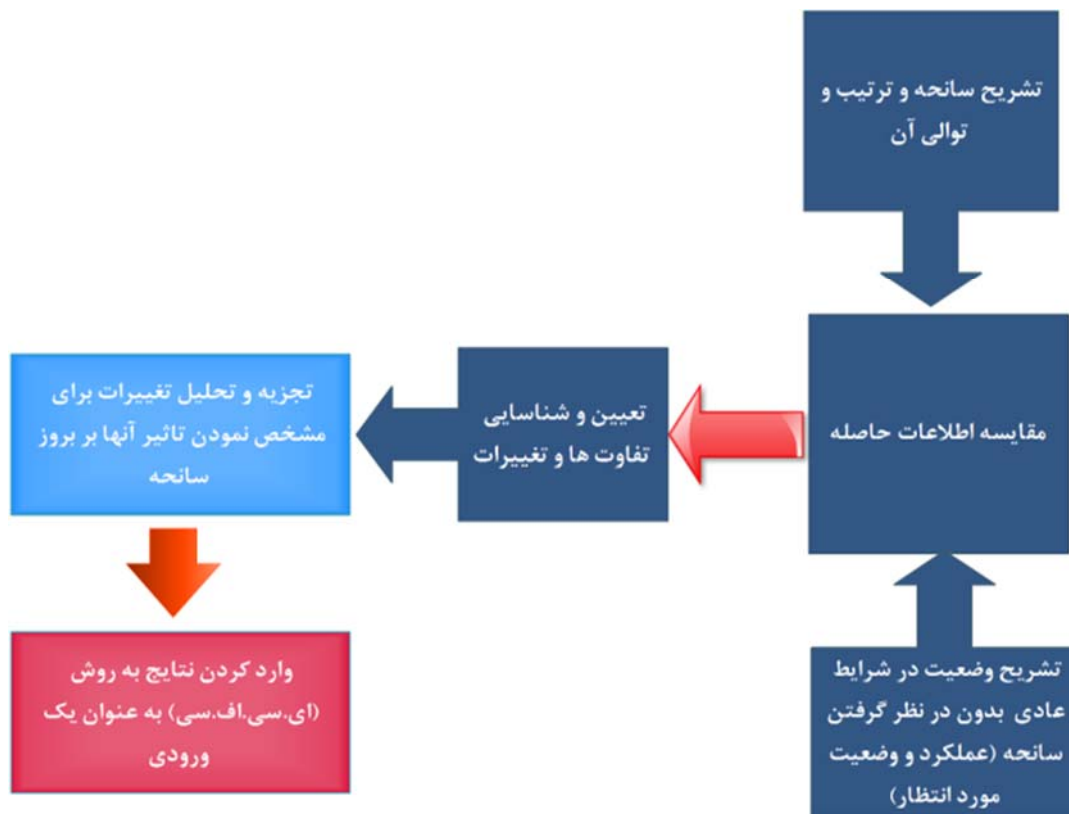 تشریح سانحه و ترتیب و
توالی آن
مقایسه اطلاعات حاصله
تشریح وضعیت در شرایط
عادی بدون در نظر گرفتن
سانحه (عملکرد و وضعیت
مورد انتظار)
تعیین و شناسایی
تفاوت ها و تغییرات
تجزیه و تحلیل تغییرات برای
مشخص نمودن تاثیر آنها بر بروز
سانحه
وارد کردن نتایج به روش
(ای.سی.اف.سی) به عنوان یک
ورودی